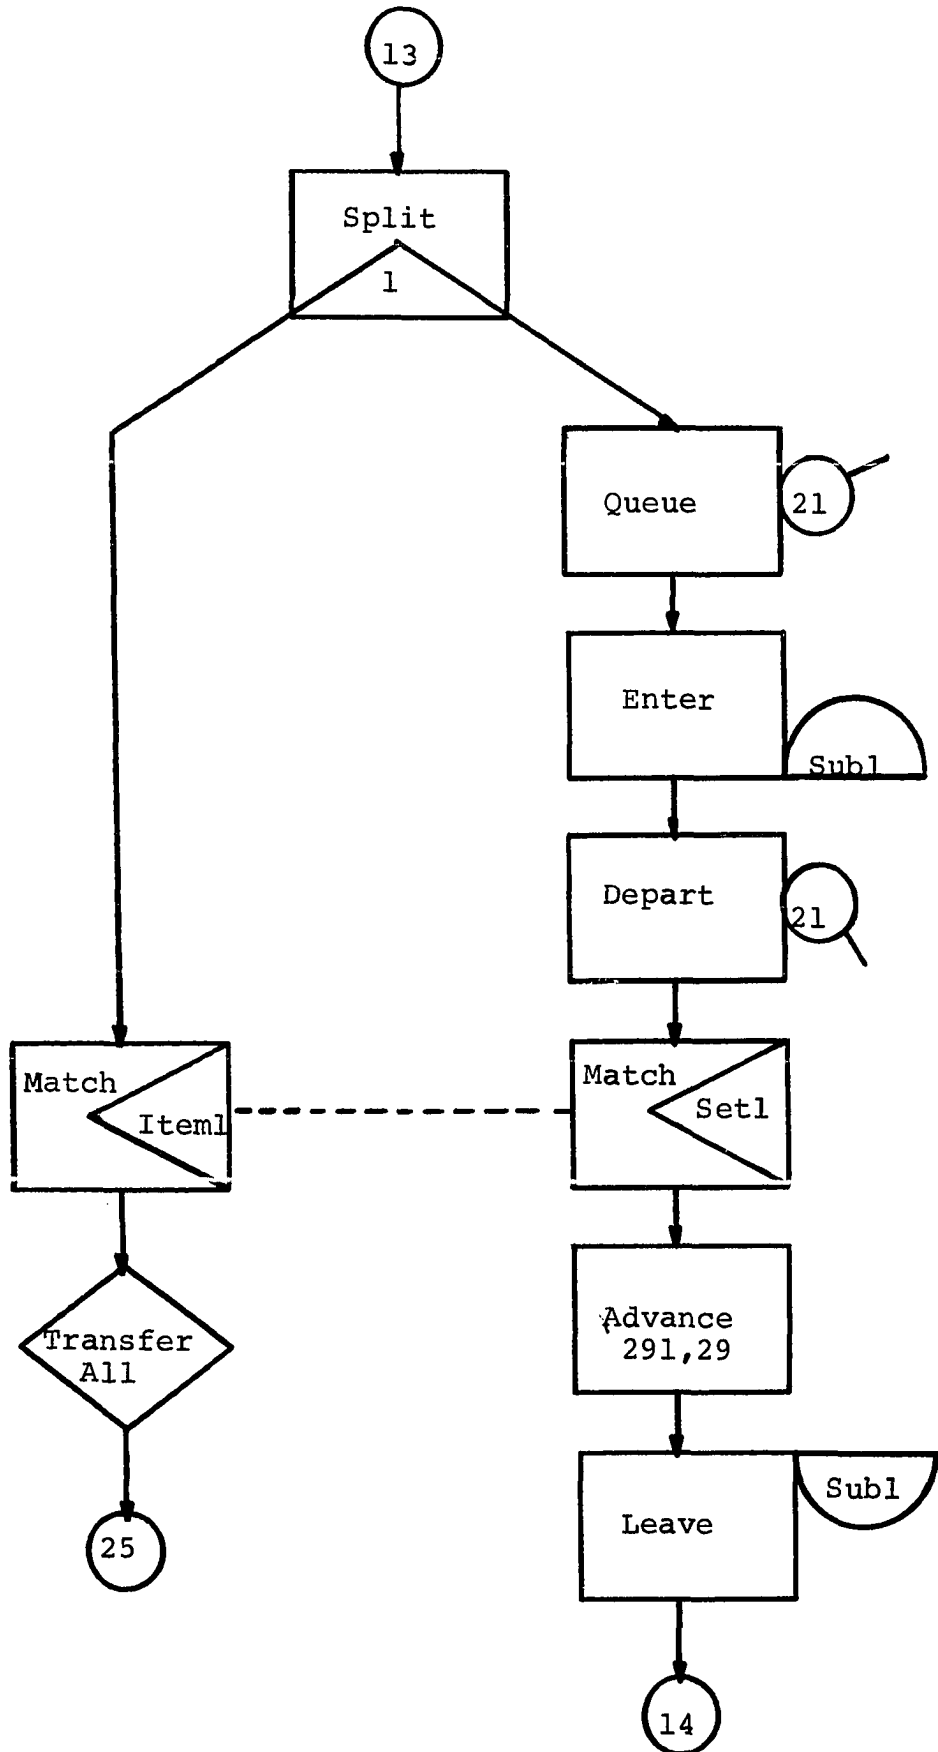 13
Split
1
Queue
21
Enter
Sub1
Depart
21
Match
Item1
Match
Set1
Advance
291,29
Transfer
All
Leave
Sub1
25
14